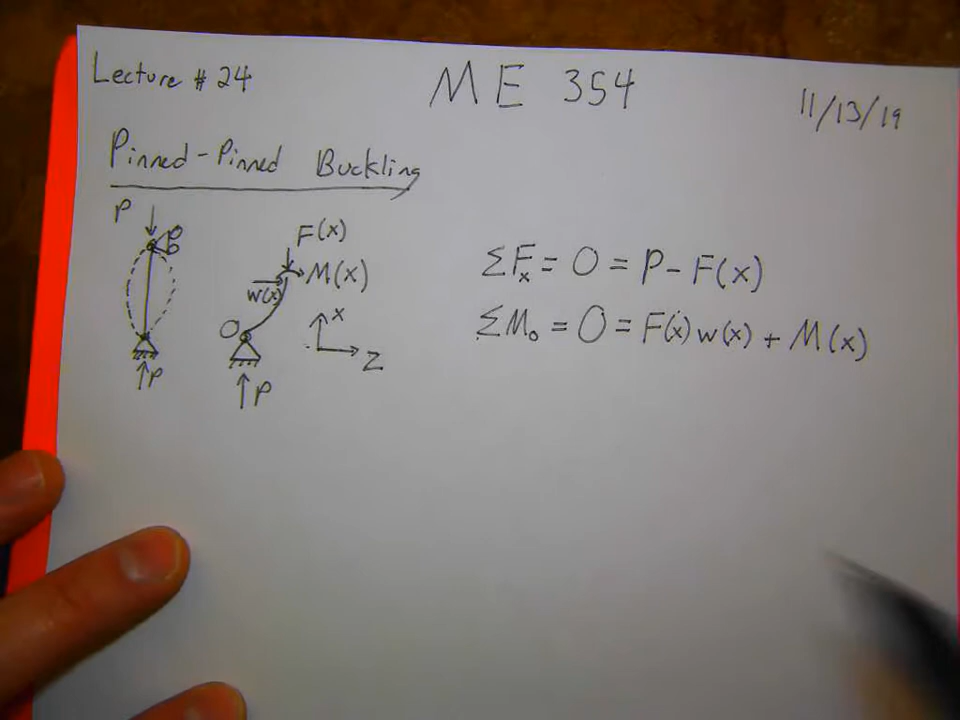 Lecture # 24
ME 354
11/13/19
Pinned-Pinned Buckling
P
P
F(x)
M(x)
w(x)
O
x
z
P
ΣFx = 0 = P - F(x)
ΣMo = 0 = F(x) w(x) + M(x)